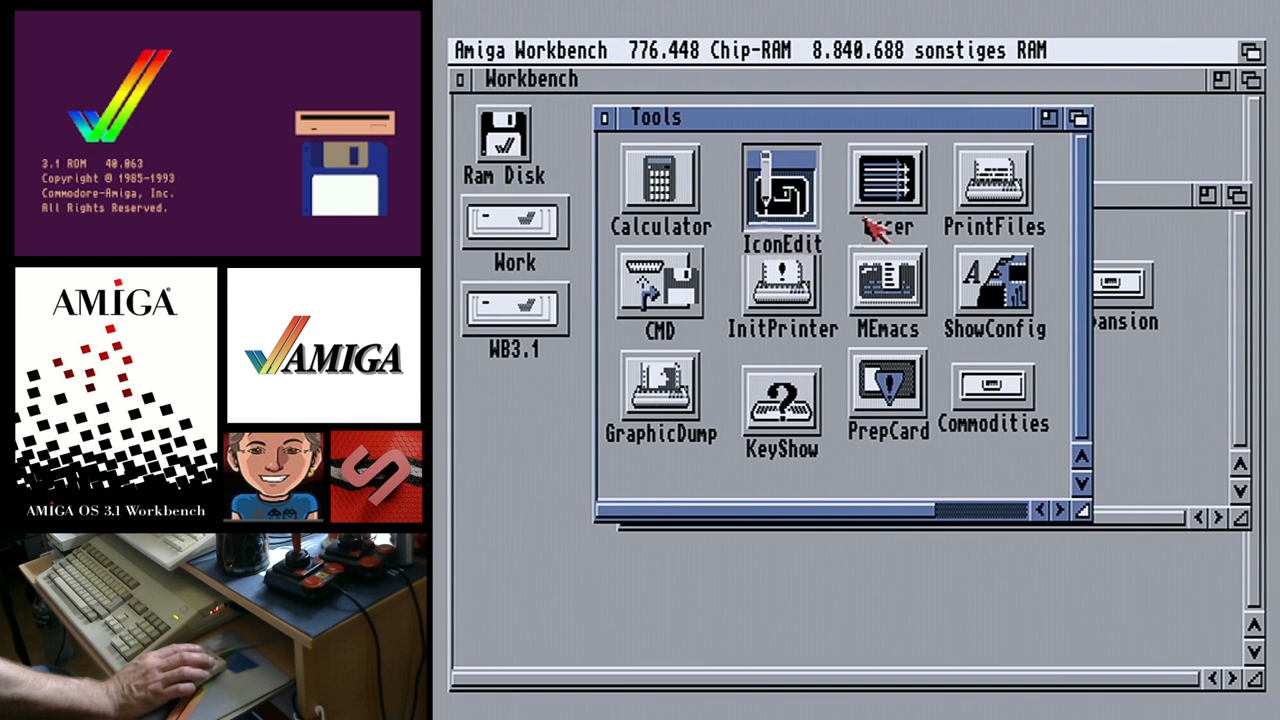 3.1 ROM 40.063
Copyright © 1985-1993
Commodore-Amiga, Inc.
All Rights Reserved.
AMIGA®
AMIGA OS 3.1 Workbench
AMIGA
Amiga Workbench 776.448 Chip-RAM 8.840.688 sonstiges RAM
Workbench
Ram Disk
Work
WB3.1
Tools
Calculator
IconEdit
PrintFiles
CMD
InitPrinter
MEmacs
ShowConfig
GraphicDump
KeyShow
PrepCard
Commodities